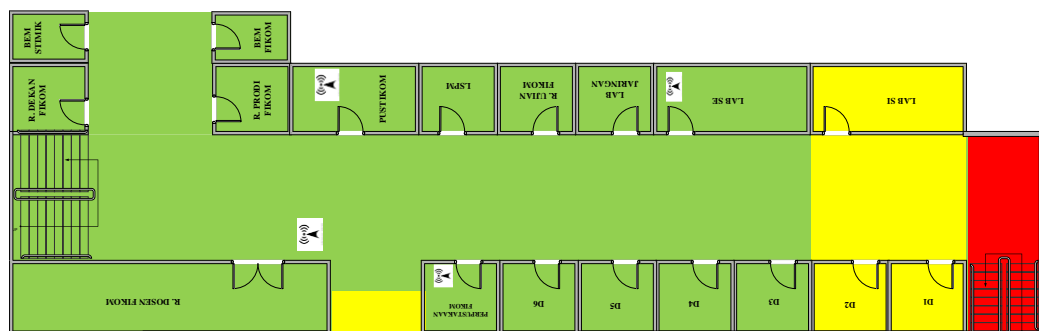 BEM
STIMIK
BEM
FIKOM
R. DEKAN
FIKOM
R. PRODI
FIKOM
PUSTIKOM
LSPM
R. UJIAN
FIKOM
LAB
JARINGAN
LAB SE
LAB SI
R. DOSEN FIKOM
PERPUSTAKAAN
FIKOM
D6
D5
D4
D3
D2
D1